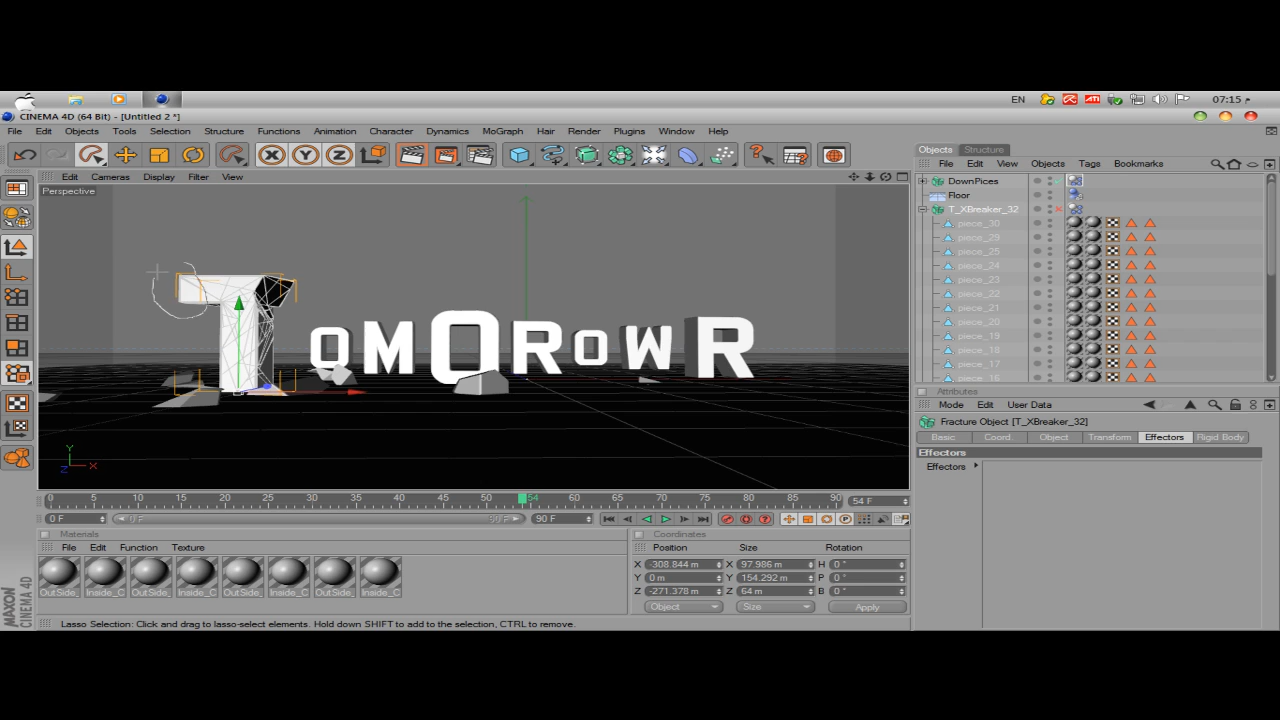 EN م 07:15
CINEMA 4D (64 Bit) - [Untitled 2 *]
File Edit Objects Tools Selection Structure Functions Animation Character Dynamics MoGraph Hair Render Plugins Window Help
X Y Z
Objects Structure
File Edit View Objects Tags Bookmarks
Edit Cameras Display Filter View
Perspective
DownPices
Floor
T_XBreaker_32
piece_30
piece_29
piece_25
piece_24
piece_23
piece_22
piece_21
piece_20
piece_19
piece_18
piece_17
piece_16
T O M O R O W R
Y
Z X
Attributes
Mode Edit User Data
Fracture Object [T_XBreaker_32]
Basic Coord. Object Transform Effectors Rigid Body
Effectors
Effectors
0 5 10 15 20 25 30 35 40 45 50 54 60 65 70 75 80 85 90 54 F
0 F 0 F 90 F 90 F
Materials
File Edit Function Texture
OutSide_ Inside_C OutSide_ Inside_C OutSide_ Inside_C OutSide_ Inside_C
Coordinates
Position Size Rotation
X -308.844 m X 97.986 m H 0 °
Y 0 m Y 154.292 m P 0 °
Z -271.378 m Z 64 m B 0 °
Object Size Apply
MAXON CINEMA 4D
Lasso Selection: Click and drag to lasso-select elements. Hold down SHIFT to add to the selection, CTRL to remove.